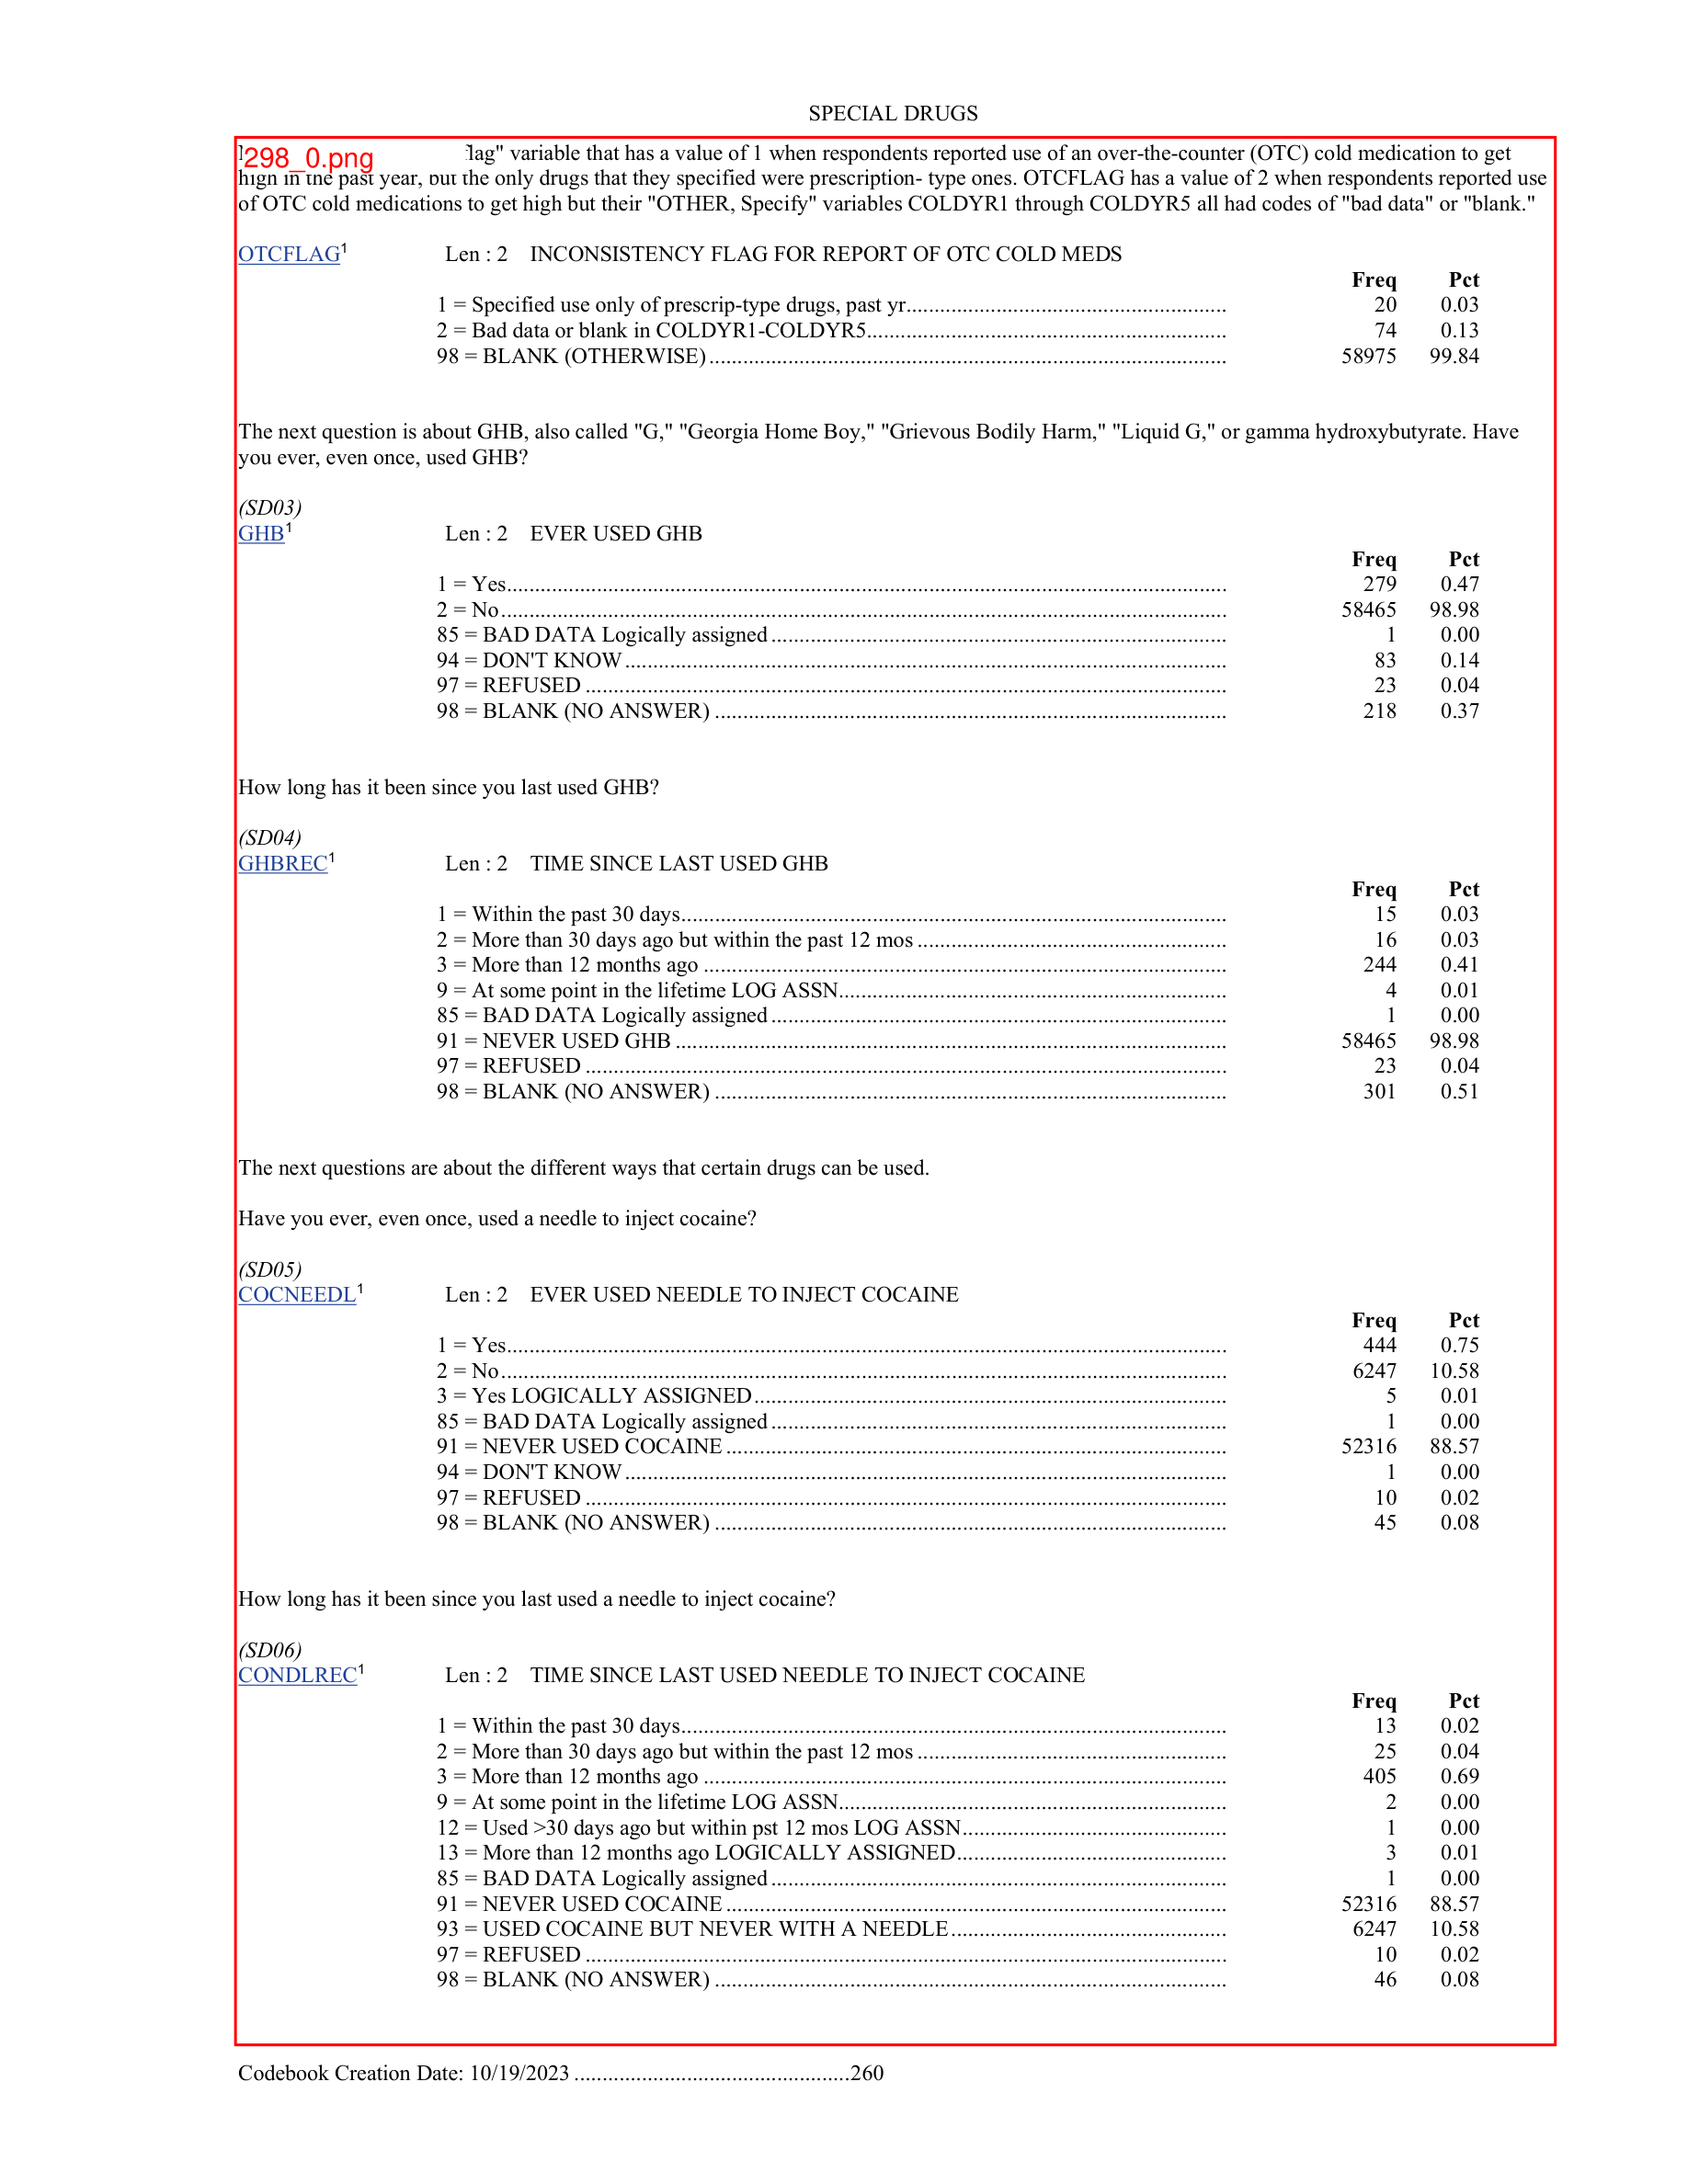 SPECIAL DRUGS
298_0.png flag" variable that has a value of 1 when respondents reported use of an over-the-counter (OTC) cold medication to get
high in the past year, but the only drugs that they specified were prescription- type ones. OTCFLAG has a value of 2 when respondents reported use
of OTC cold medications to get high but their "OTHER, Specify" variables COLDYR1 through COLDYR5 all had codes of "bad data" or "blank."
OTCFLAG1 Len : 2 INCONSISTENCY FLAG FOR REPORT OF OTC COLD MEDS
Freq Pct
1 = Specified use only of prescrip-type drugs, past yr.......................................................... 20 0.03
2 = Bad data or blank in COLDYR1-COLDYR5................................................................ 74 0.13
98 = BLANK (OTHERWISE)............................................................................................ 58975 99.84
The next question is about GHB, also called "G," "Georgia Home Boy," "Grievous Bodily Harm," "Liquid G," or gamma hydroxybutyrate. Have
you ever, even once, used GHB?
(SD03)
GHB1 Len : 2 EVER USED GHB
Freq Pct
1 = Yes................................................................................................................................ 279 0.47
2 = No................................................................................................................................. 58465 98.98
85 = BAD DATA Logically assigned................................................................................. 1 0.00
94 = DON'T KNOW........................................................................................................... 83 0.14
97 = REFUSED .................................................................................................................. 23 0.04
98 = BLANK (NO ANSWER) ........................................................................................... 218 0.37
How long has it been since you last used GHB?
(SD04)
GHBREC1 Len : 2 TIME SINCE LAST USED GHB
Freq Pct
1 = Within the past 30 days................................................................................................. 15 0.03
2 = More than 30 days ago but within the past 12 mos ....................................................... 16 0.03
3 = More than 12 months ago ............................................................................................. 244 0.41
9 = At some point in the lifetime LOG ASSN..................................................................... 4 0.01
85 = BAD DATA Logically assigned................................................................................. 1 0.00
91 = NEVER USED GHB .................................................................................................. 58465 98.98
97 = REFUSED .................................................................................................................. 23 0.04
98 = BLANK (NO ANSWER) ........................................................................................... 301 0.51
The next questions are about the different ways that certain drugs can be used.
Have you ever, even once, used a needle to inject cocaine?
(SD05)
COCNEEDL1 Len : 2 EVER USED NEEDLE TO INJECT COCAINE
Freq Pct
1 = Yes................................................................................................................................ 444 0.75
2 = No................................................................................................................................. 6247 10.58
3 = Yes LOGICALLY ASSIGNED.................................................................................... 5 0.01
85 = BAD DATA Logically assigned................................................................................. 1 0.00
91 = NEVER USED COCAINE ......................................................................................... 52316 88.57
94 = DON'T KNOW........................................................................................................... 1 0.00
97 = REFUSED .................................................................................................................. 10 0.02
98 = BLANK (NO ANSWER) ........................................................................................... 45 0.08
How long has it been since you last used a needle to inject cocaine?
(SD06)
CONDLREC1 Len : 2 TIME SINCE LAST USED NEEDLE TO INJECT COCAINE
Freq Pct
1 = Within the past 30 days................................................................................................. 13 0.02
2 = More than 30 days ago but within the past 12 mos ....................................................... 25 0.04
3 = More than 12 months ago ............................................................................................. 405 0.69
9 = At some point in the lifetime LOG ASSN..................................................................... 2 0.00
12 = Used >30 days ago but within pst 12 mos LOG ASSN............................................... 1 0.00
13 = More than 12 months ago LOGICALLY ASSIGNED................................................ 3 0.01
85 = BAD DATA Logically assigned................................................................................. 1 0.00
91 = NEVER USED COCAINE ......................................................................................... 52316 88.57
93 = USED COCAINE BUT NEVER WITH A NEEDLE................................................. 6247 10.58
97 = REFUSED .................................................................................................................. 10 0.02
98 = BLANK (NO ANSWER) ........................................................................................... 46 0.08
Codebook Creation Date: 10/19/2023 .................................................260